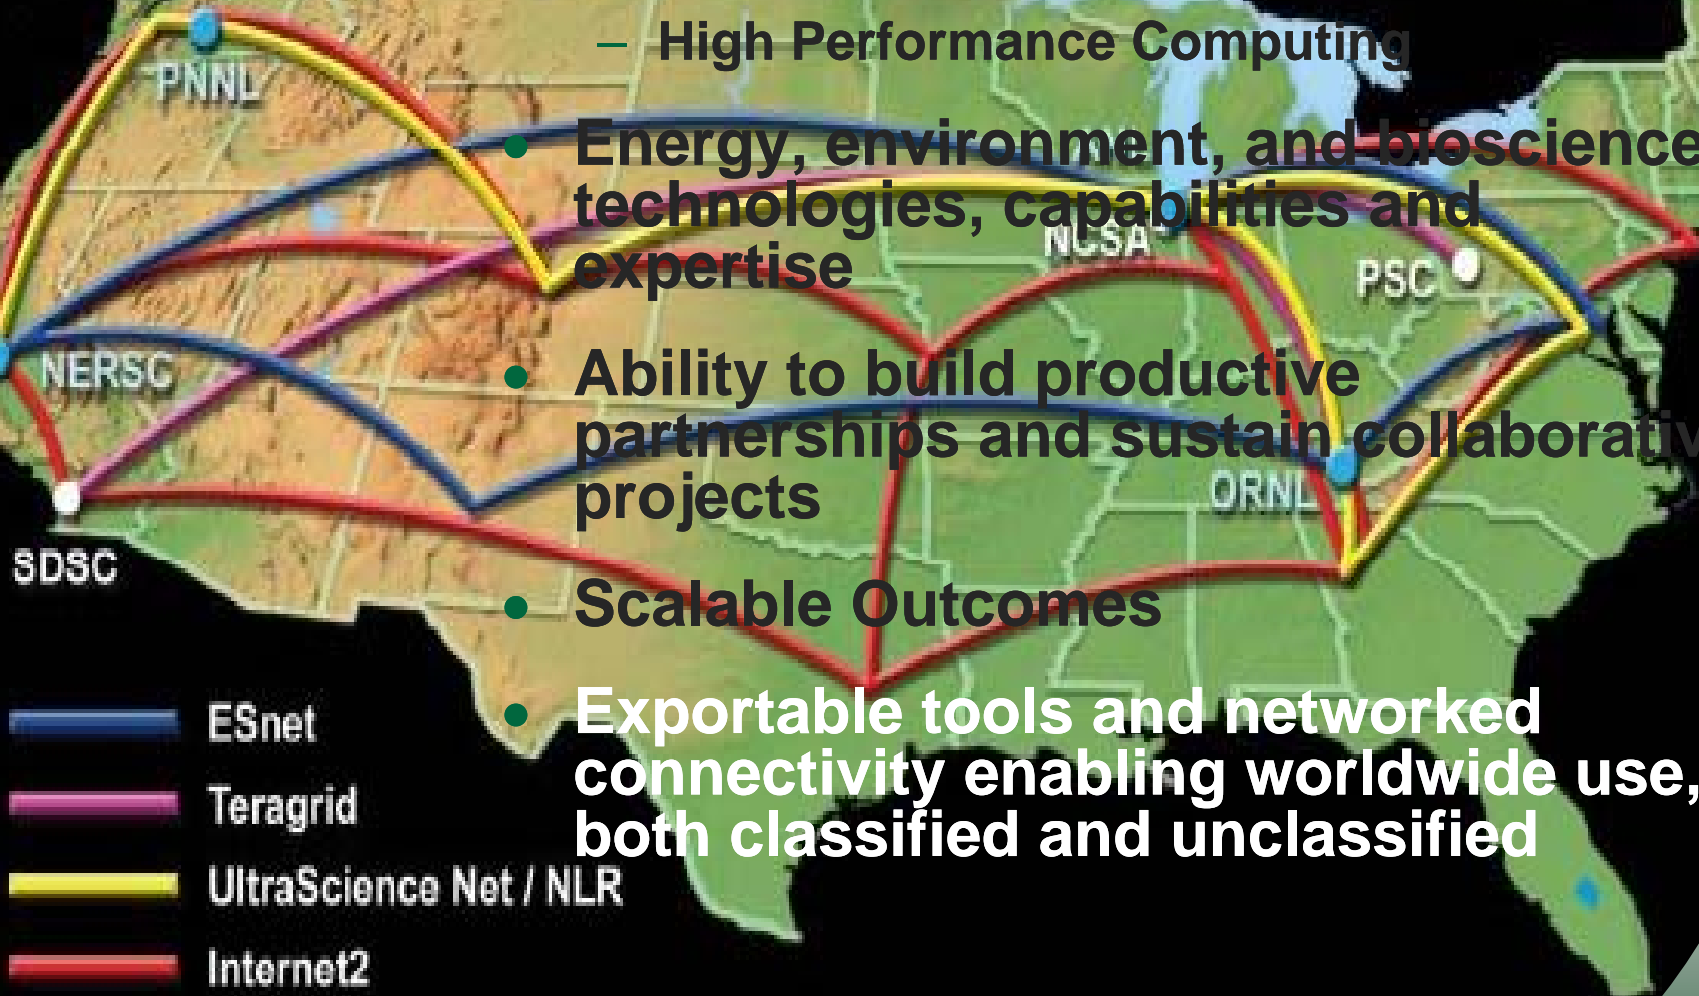 – High Performance Computing
PNNL
• Energy, environment, and bioscience
technologies, capabilities and
expertise
NCSA
PSC
NERSC
• Ability to build productive
partnerships and sustain collaborativ
projects
ORNL
SDSC
• Scalable Outcomes
• Exportable tools and networked
connectivity enabling worldwide use,
both classified and unclassified
ESnet
Teragrid
UltraScience Net / NLR
Internet2